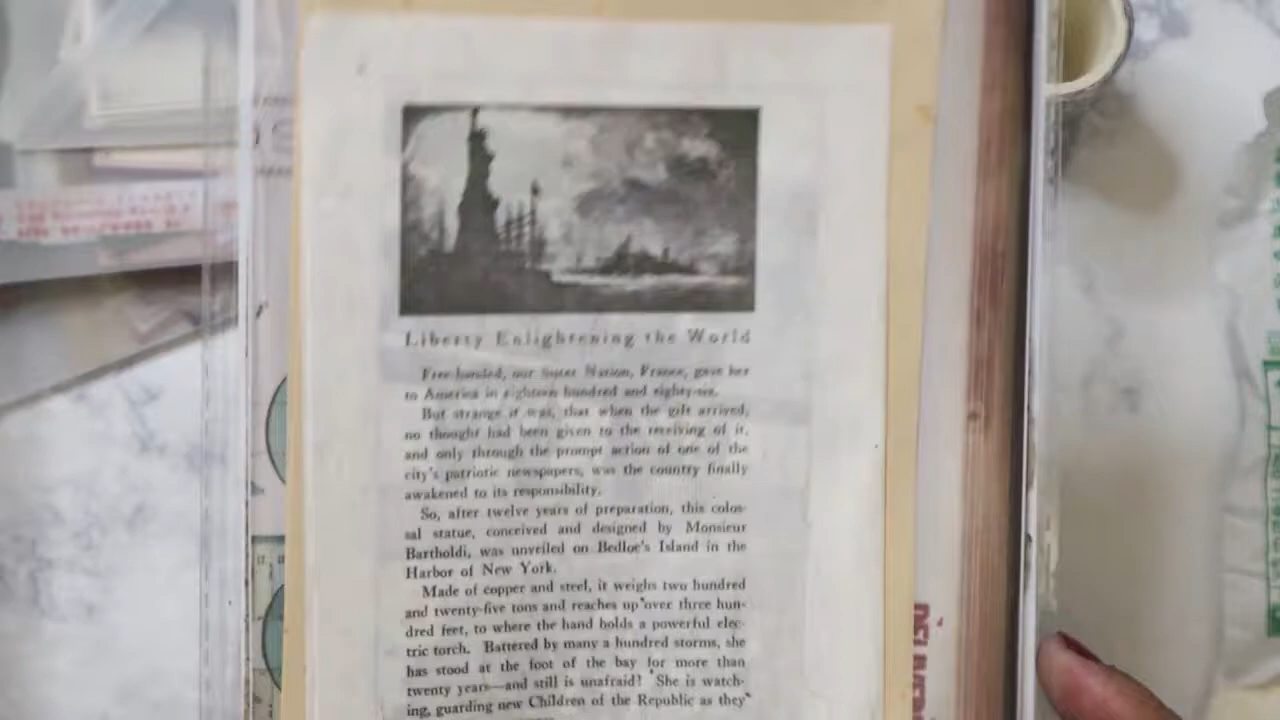 Liberty Enlightening the World
Free-handed, our Sister Nation, France, gave her
to America in eighteen hundred and eighty-six.
But strange it was, that when the gift arrived,
no thought had been given to the receiving of it,
and only through the prompt action of one of the
city's patriotic newspapers, was the country finally
awakened to its responsibility.
So, after twelve years of preparation, this colos-
sal statue, conceived and designed by Monsieur
Bartholdi, was unveiled on Bedloe's Island in the
Harbor of New York.
Made of copper and steel, it weighs two hundred
and twenty-five tons and reaches up over three hun-
dred feet, to where the hand holds a powerful elec-
tric torch. Battered by many a hundred storms, she
has stood at the foot of the bay for more than
twenty years—and still is unafraid! She is watch-
ing, guarding new Children of the Republic as they